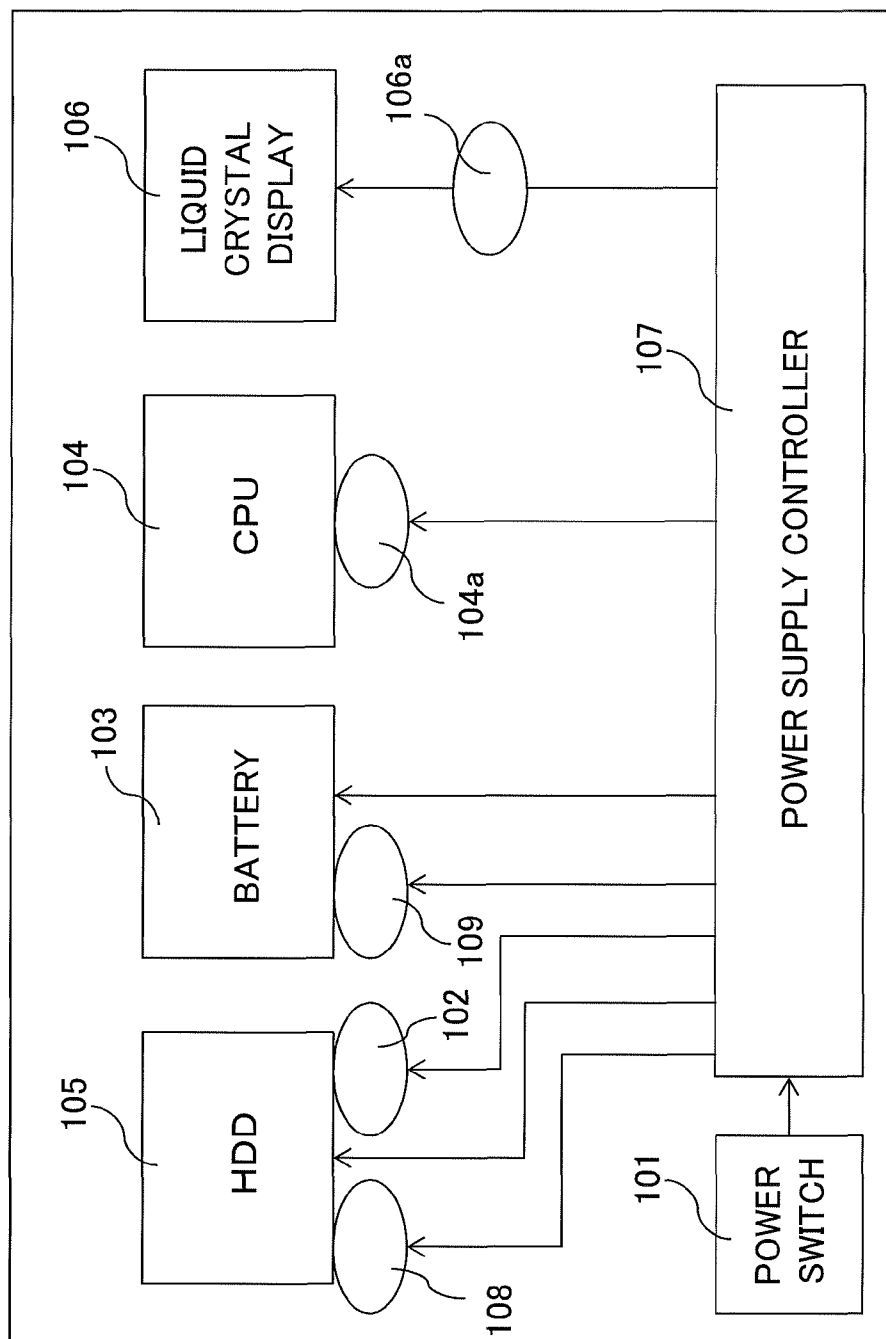 105
HDD
108
102
103
BATTERY
109
104
CPU
104a
106
LIQUID
CRYSTAL
DISPLAY
106a
101
POWER
SWITCH
107
POWER SUPPLY CONTROLLER